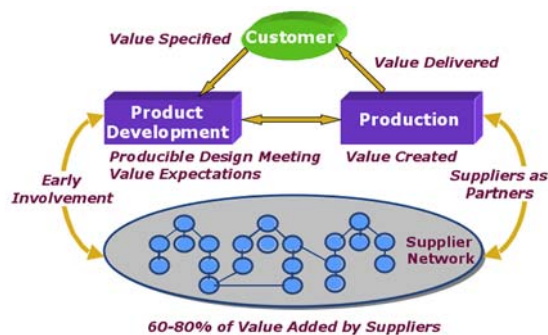 Customer
Value Specified
Value Delivered
Product
Development
Production
Producible Design Meeting
Value Expectations
Value Created
Early
Involvement
Suppliers as
Partners
Supplier
Network
60-80% of Value Added by Suppliers